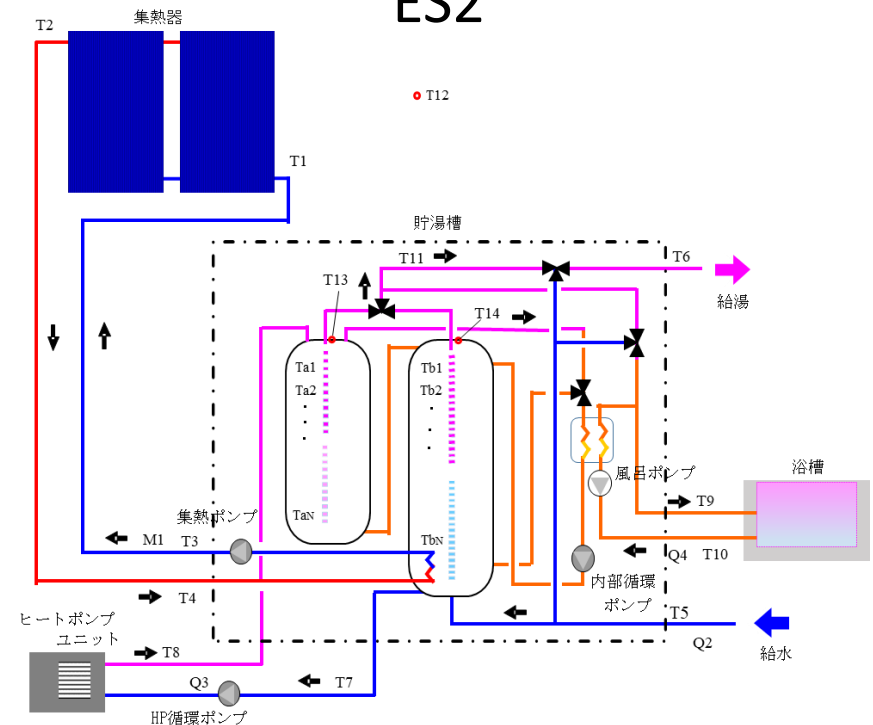 ES2
集熱器
T2
T12
T1
貯湯槽
T11
T6
T13
給湯
T14
Ta1
Ta2
TaN
Tb1
Tb2
TbN
風呂ポンプ
浴槽
集熱ポンプ
T9
M1
T3
Q4
T10
内部循環
ポンプ
T4
T5
ヒートポンプ
ユニット
Q2
給水
T8
Q3
T7
HP循環ポンプ